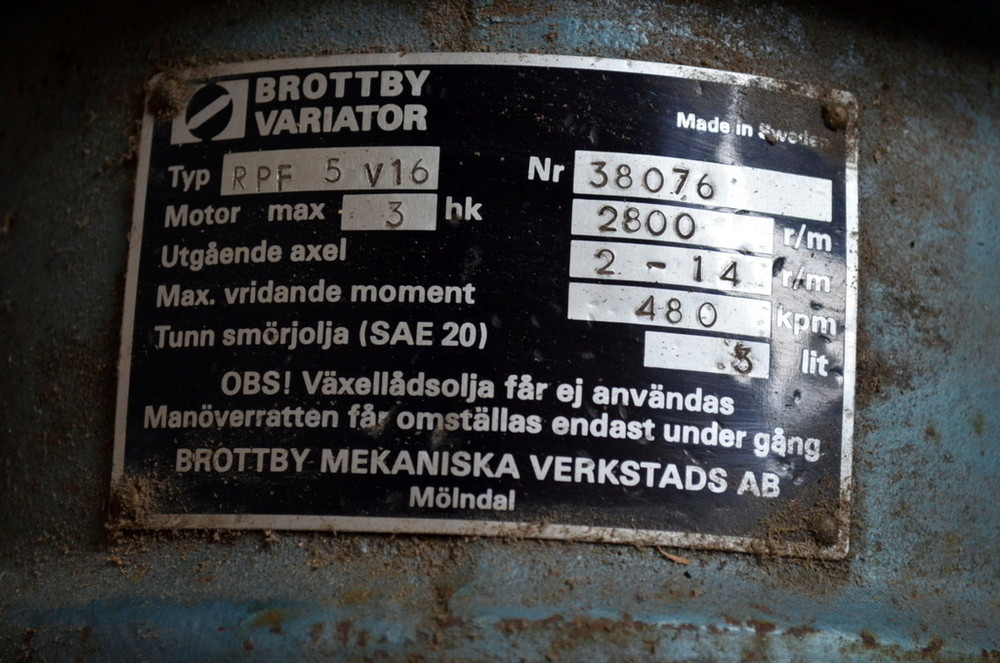 BROTTBY
VARIATOR
Made in Sweden
Typ RPF 5 V16 Nr 38076
Motor max 3 hk 2800 r/m
Utgående axel 2 - 14 r/m
Max. vridande moment 480 kpm
Tunn smörjolja (SAE 20) .3 lit.
OBS! Växellådsolja får ej användas
Manöverratten får omställas endast under gång
BROTTBY MEKANISKA VERKSTADS AB
Mölndal